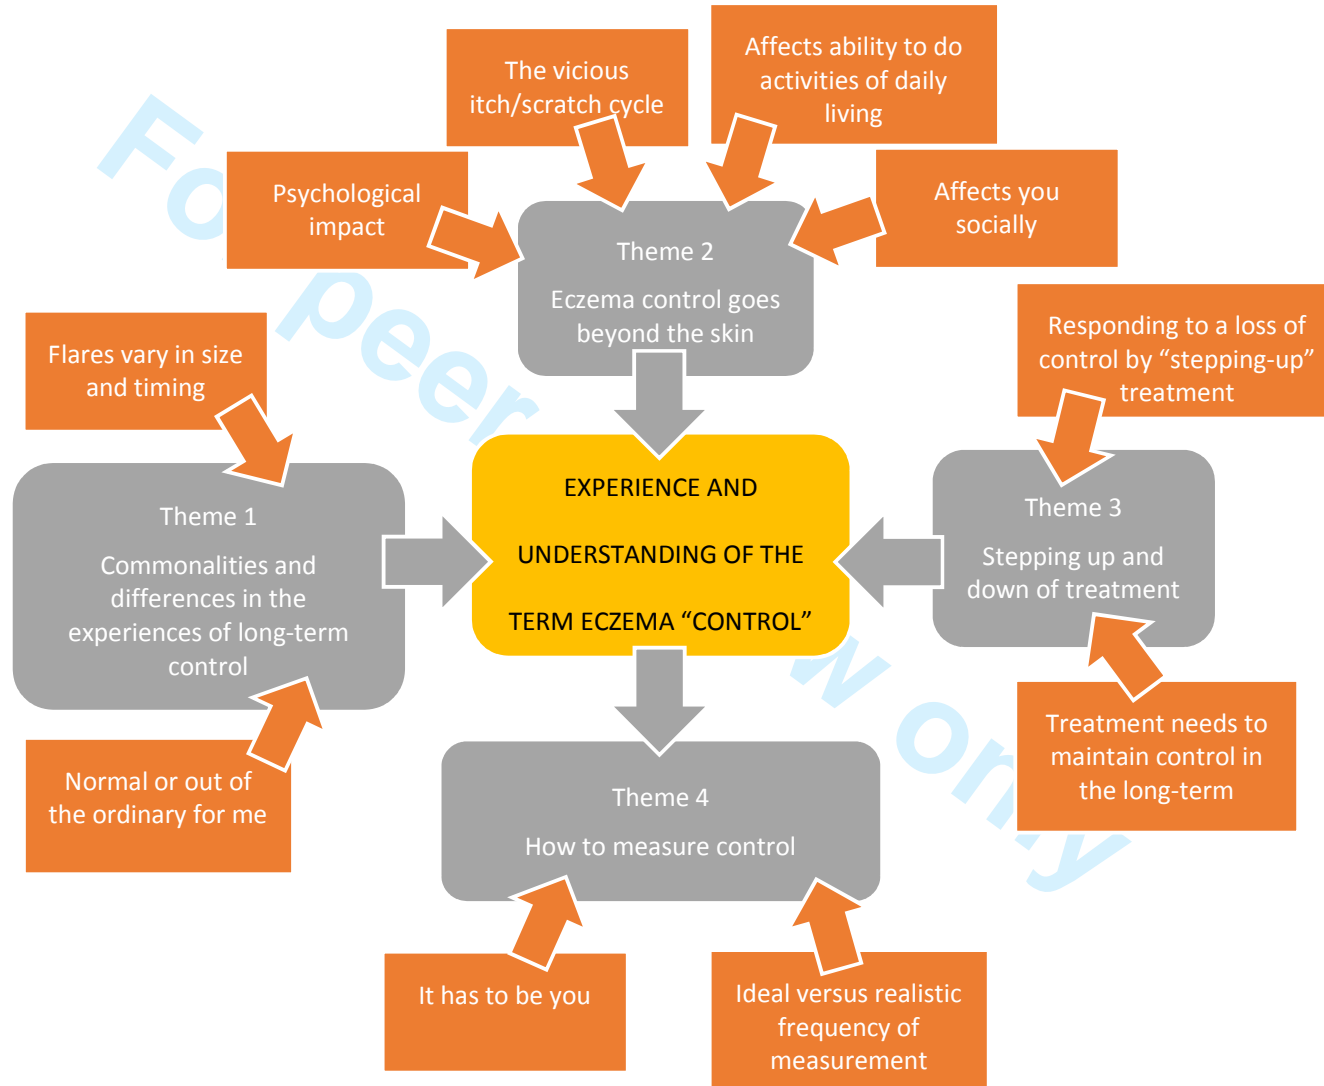 The vicious
itch/scratch cycle
Affects ability to do
activities of daily
living
Psychological
impact
Affects you
socially
Theme 2
Eczema control goes
beyond the skin
Flares vary in size
and timing
Responding to a loss of
control by “stepping-up”
treatment
Theme 1
Commonalities and
differences in the
experiences of long-term
control
EXPERIENCE AND
UNDERSTANDING OF THE
TERM ECZEMA “CONTROL”
Theme 3
Stepping up and
down of treatment
Normal or out of
the ordinary for me
Treatment needs to
maintain control in
the long-term
Theme 4
How to measure control
It has to be you
Ideal versus realistic
frequency of
measurement
peer only